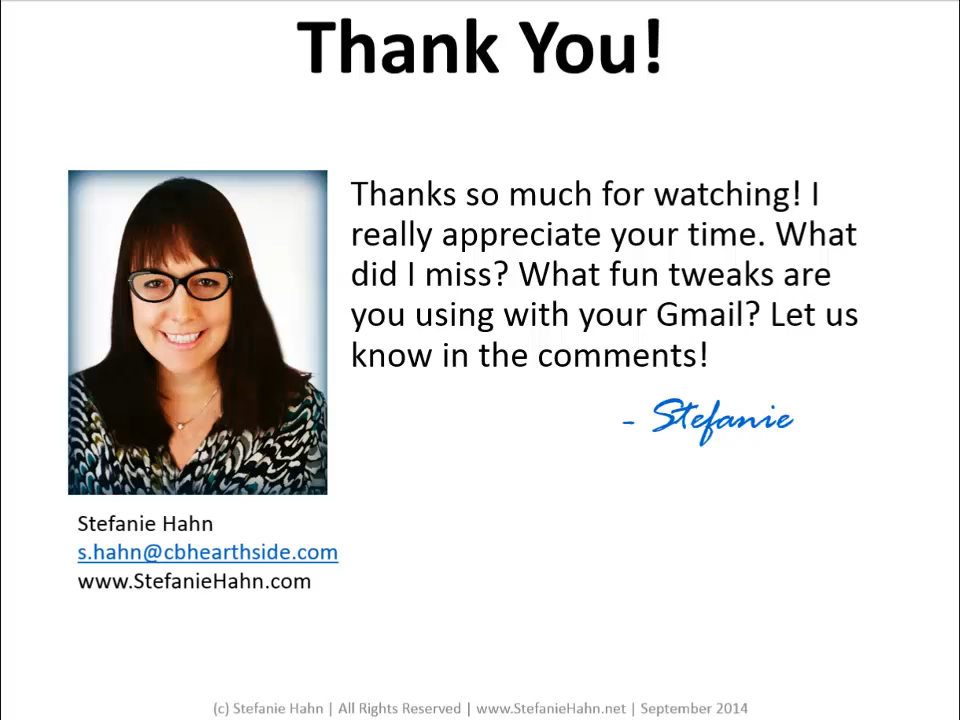 Thank You!
Thanks so much for watching! I
really appreciate your time. What
did I miss? What fun tweaks are
you using with your Gmail? Let us
know in the comments!
- Stefanie
Stefanie Hahn
s.hahn@cbhearthside.com
www.StefanieHahn.com
(c) Stefanie Hahn | All Rights Reserved | www.StefanieHahn.net | September 2014